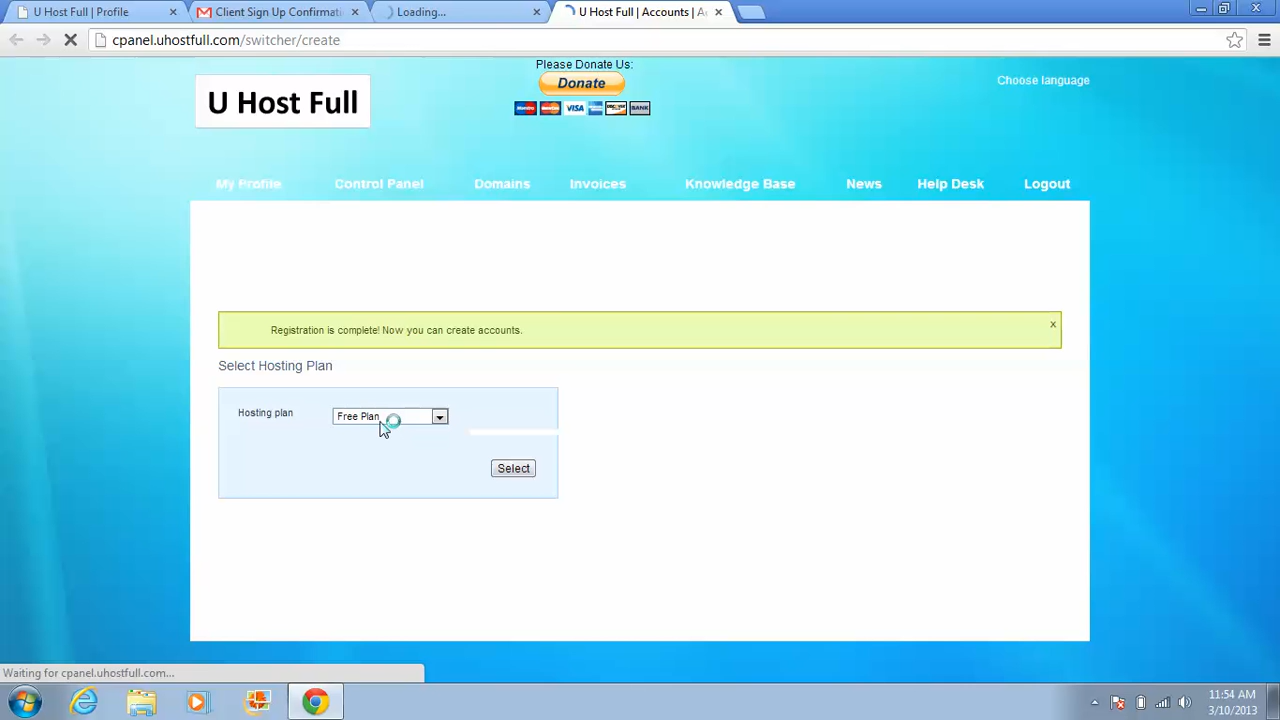 U Host Full | Profile
Client Sign Up Confirmat
Loading...
U Host Full | Accounts | A
cpanel.uhostfull.com/switcher/create
Please Donate Us:
Donate
VISA
BANK
Choose language
U Host Full
My Profile
Control Panel
Domains
Invoices
Knowledge Base
News
Help Desk
Logout
Registration is complete! Now you can create accounts.
x
Select Hosting Plan
Hosting plan
Free Plan
Select
Waiting for cpanel.uhostfull.com...
11:54 AM
3/10/2013